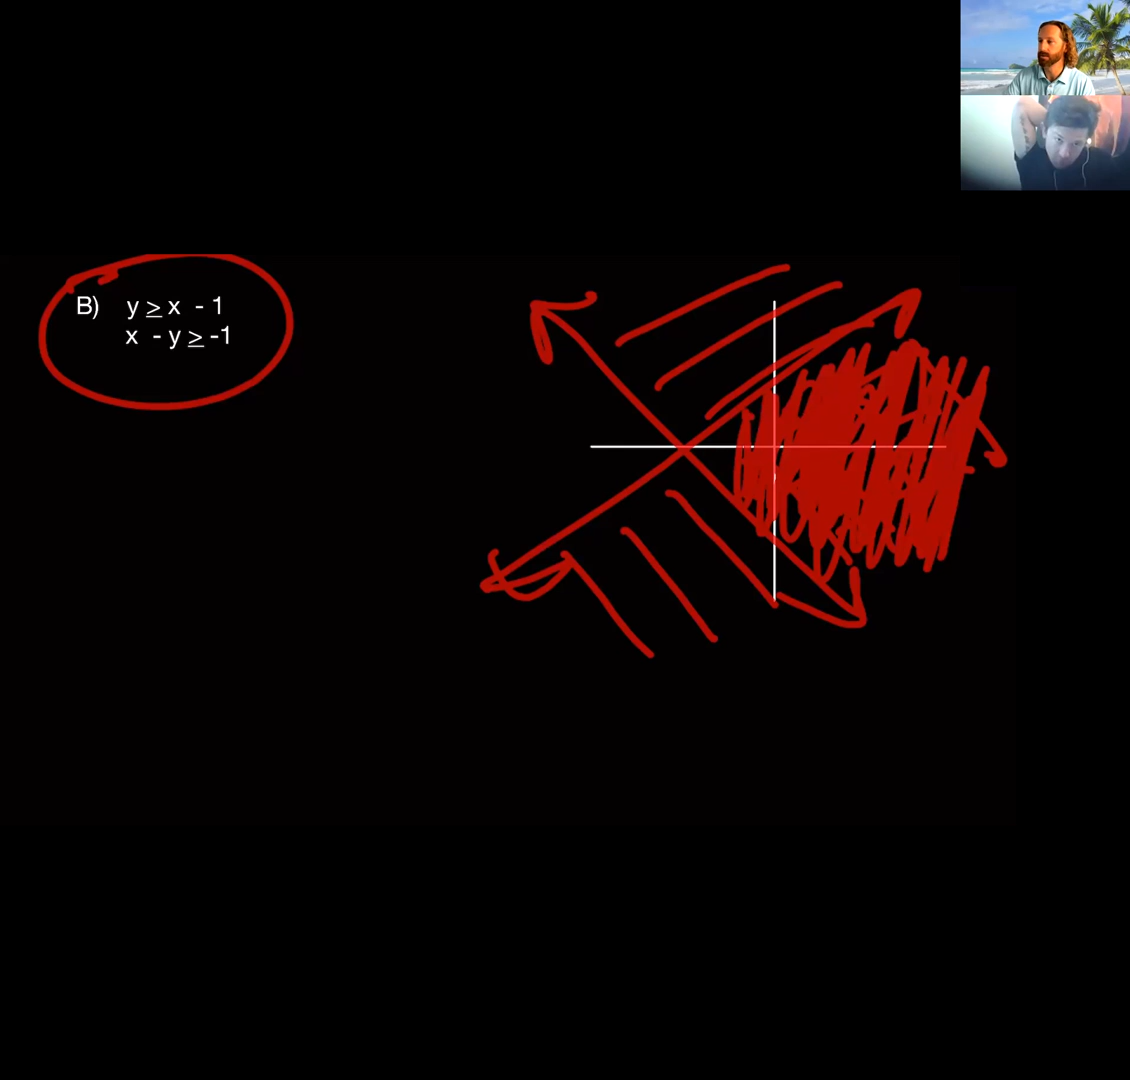 B) y ≥ x - 1
x - y ≥ -1